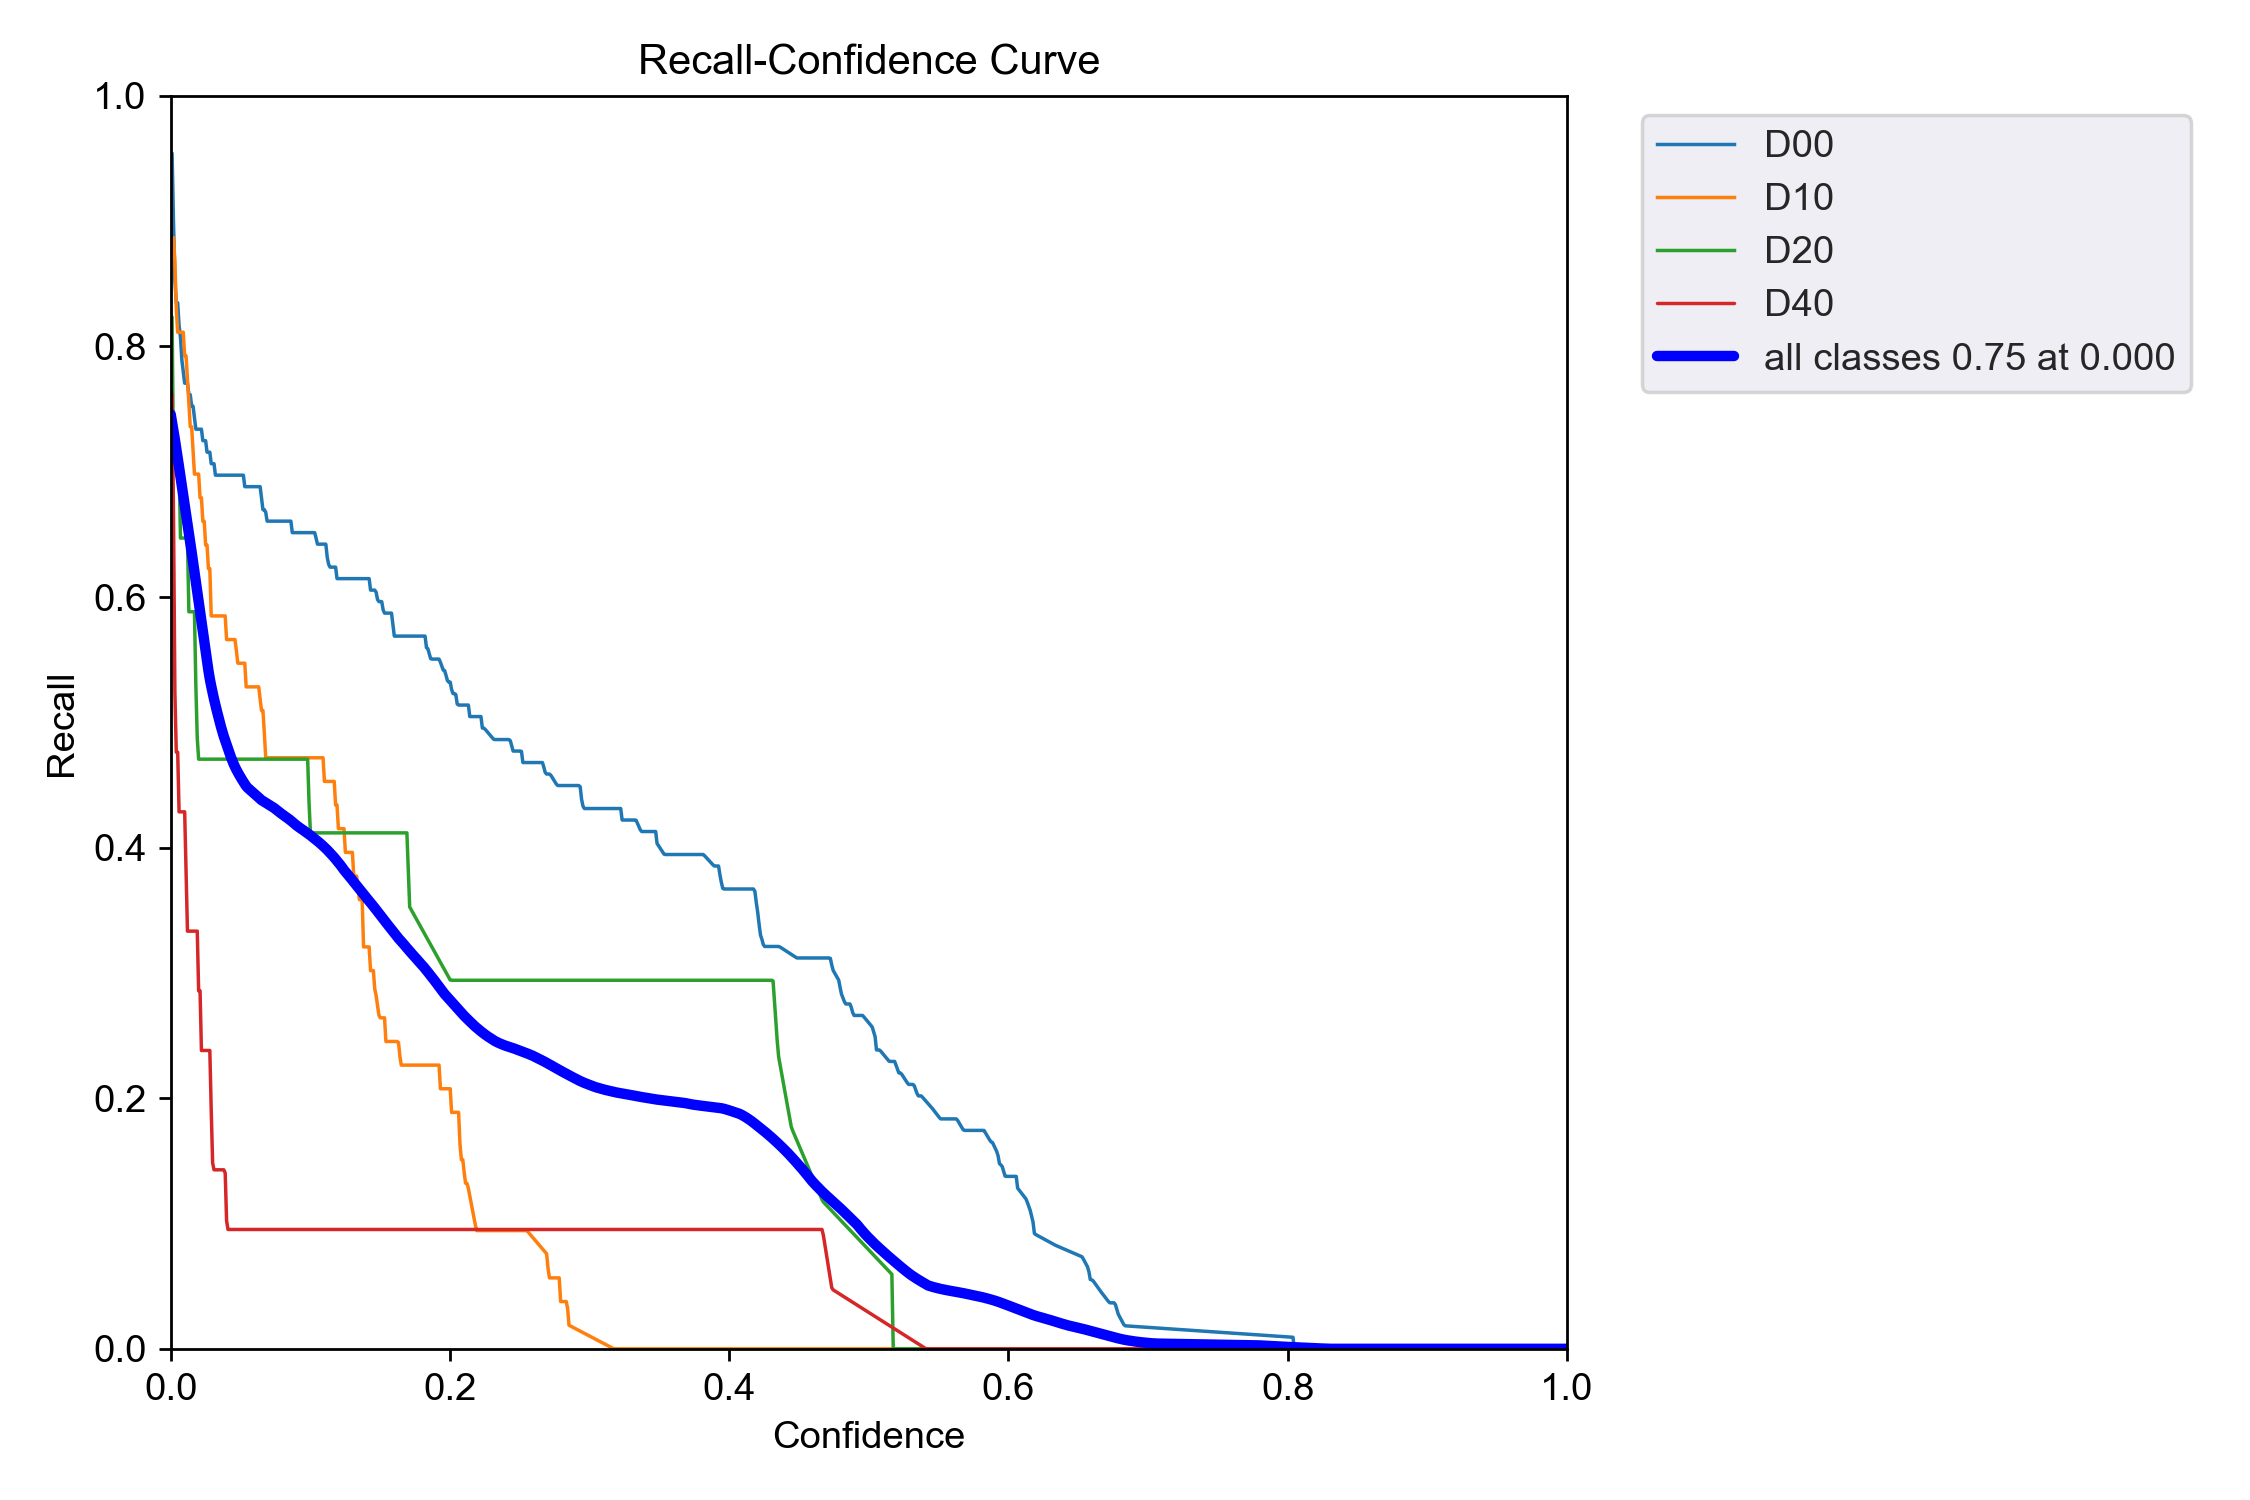 Recall-Confidence Curve
1.0
0.8
0.6
0.4
0.2
0.0
Recall
0.0 0.2 0.4 0.6 0.8 1.0
Confidence
D00
D10
D20
D40
all classes 0.75 at 0.000